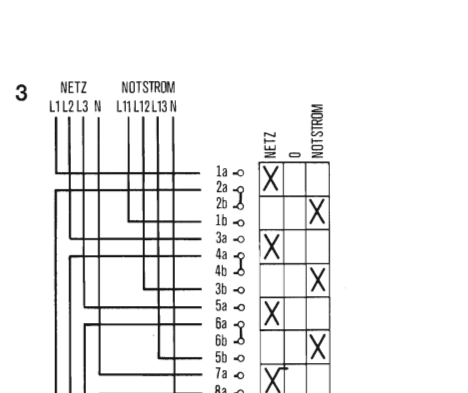 3
NETZ NOTSTROM
L1 L2 L3 N L11 L12 L13 N
NETZ
0
NOTSTROM
1a
2a
2b
1b
3a
4a
4b
3b
5a
6a
6b
5b
7a
8a